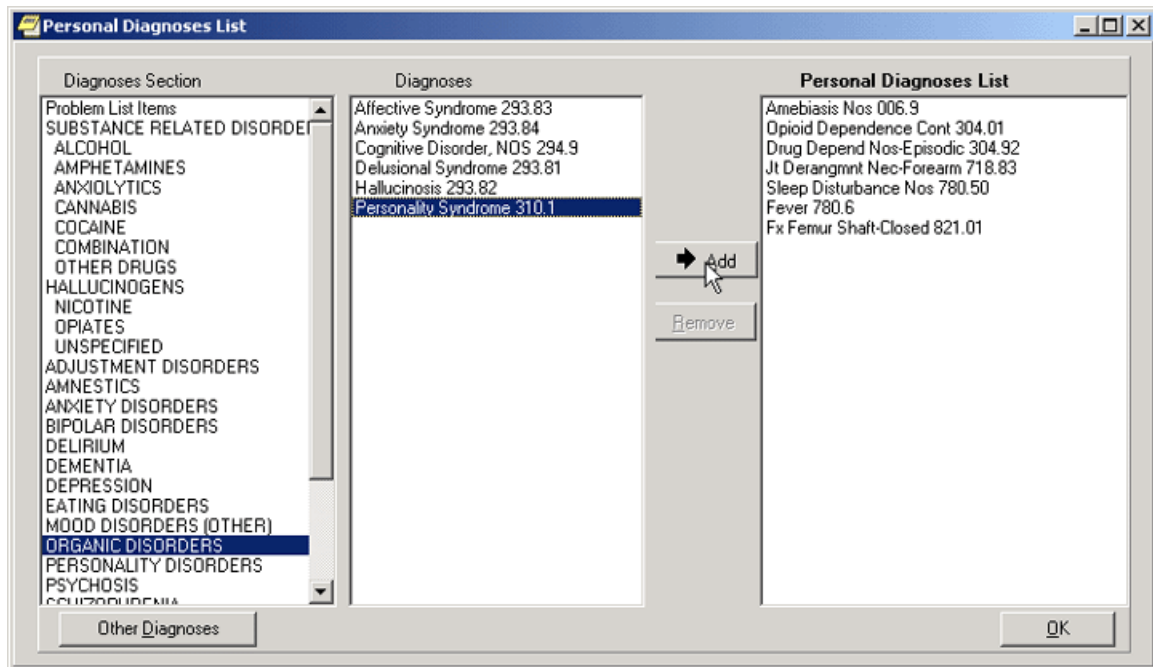 Personal Diagnoses List
Diagnoses Section
Problem List Items
SUBSTANCE RELATED DISORDE
ALCOHOL
AMPHETAMINES
ANXIOLYTICS
CANNABIS
COCAINE
COMBINATION
OTHER DRUGS
HALLUCINOGENS
NICOTINE
OPIATES
UNSPECIFIED
ADJUSTMENT DISORDERS
AMNESTICS
ANXIETY DISORDERS
BIPOLAR DISORDERS
DELIRIUM
DEMENTIA
DEPRESSION
EATING DISORDERS
MOOD DISORDERS (OTHER)
ORGANIC DISORDERS
PERSONALITY DISORDERS
PSYCHOSIS
SCHIZOPHRENIA
Other Diagnoses
Diagnoses
Affective Syndrome 293.83
Anxiety Syndrome 293.84
Cognitive Disorder, NOS 294.9
Delusional Syndrome 293.81
Hallucinosis 293.82
Personality Syndrome 310.1
Add
Remove
Personal Diagnoses List
Amebiasis Nos 006.9
Opioid Dependence Cont 304.01
Drug Depend Nos-Episodic 304.92
Jt Derangmnt Nec-Forearm 718.83
Sleep Disturbance Nos 780.50
Fever 780.6
Fx Femur Shaft-Closed 821.01
OK